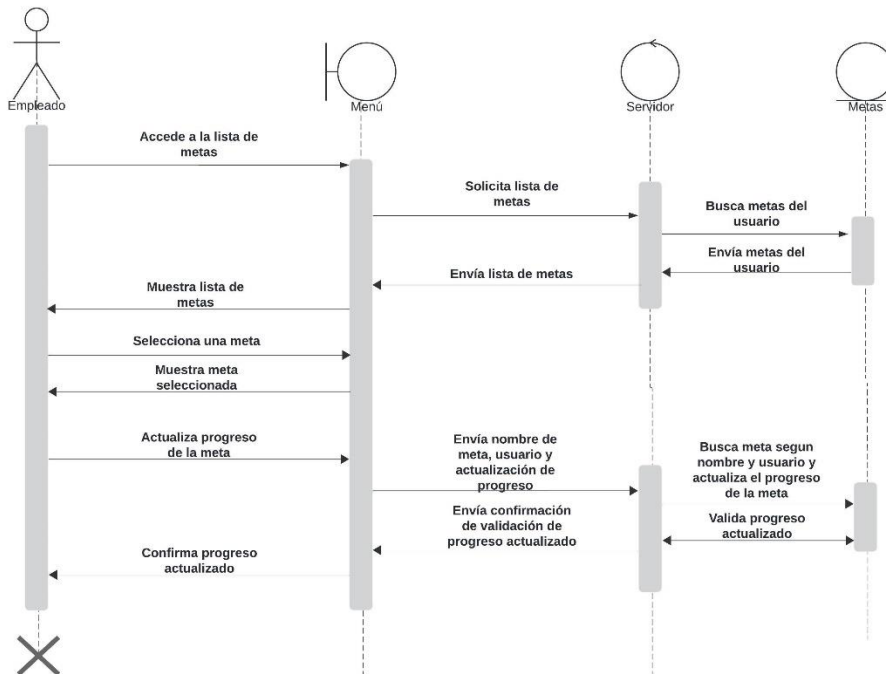 Empleado
Menú
Servidor
Metas
Accede a la lista de
metas
Solicita lista de
metas
Busca metas del
usuario
Envía metas del
usuario
Envía lista de metas
Muestra lista de
metas
Selecciona una meta
Muestra meta
seleccionada
Actualiza progreso
de la meta
Envía nombre de
meta, usuario y
actualización de
progreso
Busca meta segun
nombre y usuario y
actualiza el progreso
de la meta
Valida progreso
actualizado
Envía confirmación
de validación de
progreso actualizado
Confirma progreso
actualizado